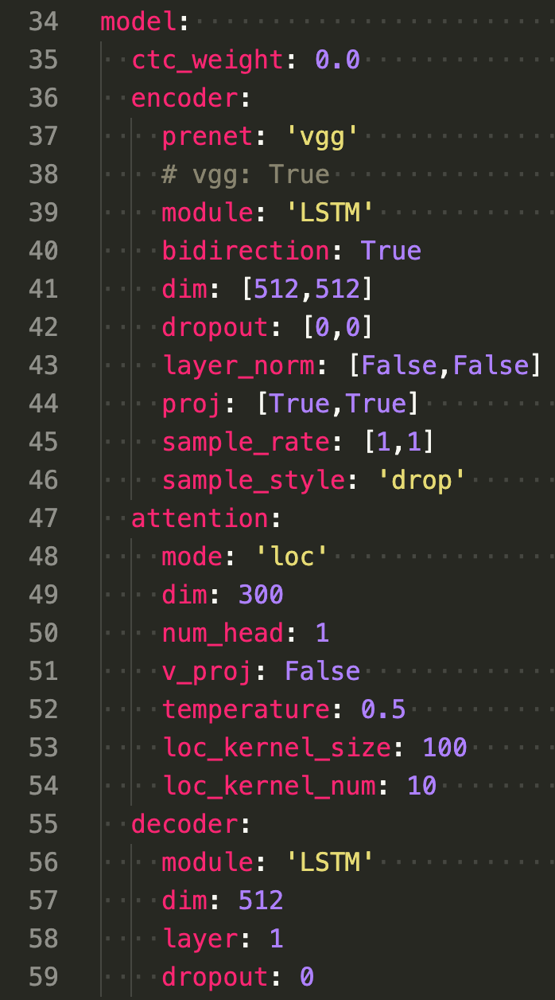 34 model:
35 ctc_weight: 0.0
36 encoder:
37 prenet: 'vgg'
38 # vgg: True
39 module: 'LSTM'
40 bidirection: True
41 dim: [512,512]
42 dropout: [0,0]
43 layer_norm: [False,False]
44 proj: [True,True]
45 sample_rate: [1,1]
46 sample_style: 'drop'
47 attention:
48 mode: 'loc'
49 dim: 300
50 num_head: 1
51 v_proj: False
52 temperature: 0.5
53 loc_kernel_size: 100
54 loc_kernel_num: 10
55 decoder:
56 module: 'LSTM'
57 dim: 512
58 layer: 1
59 dropout: 0